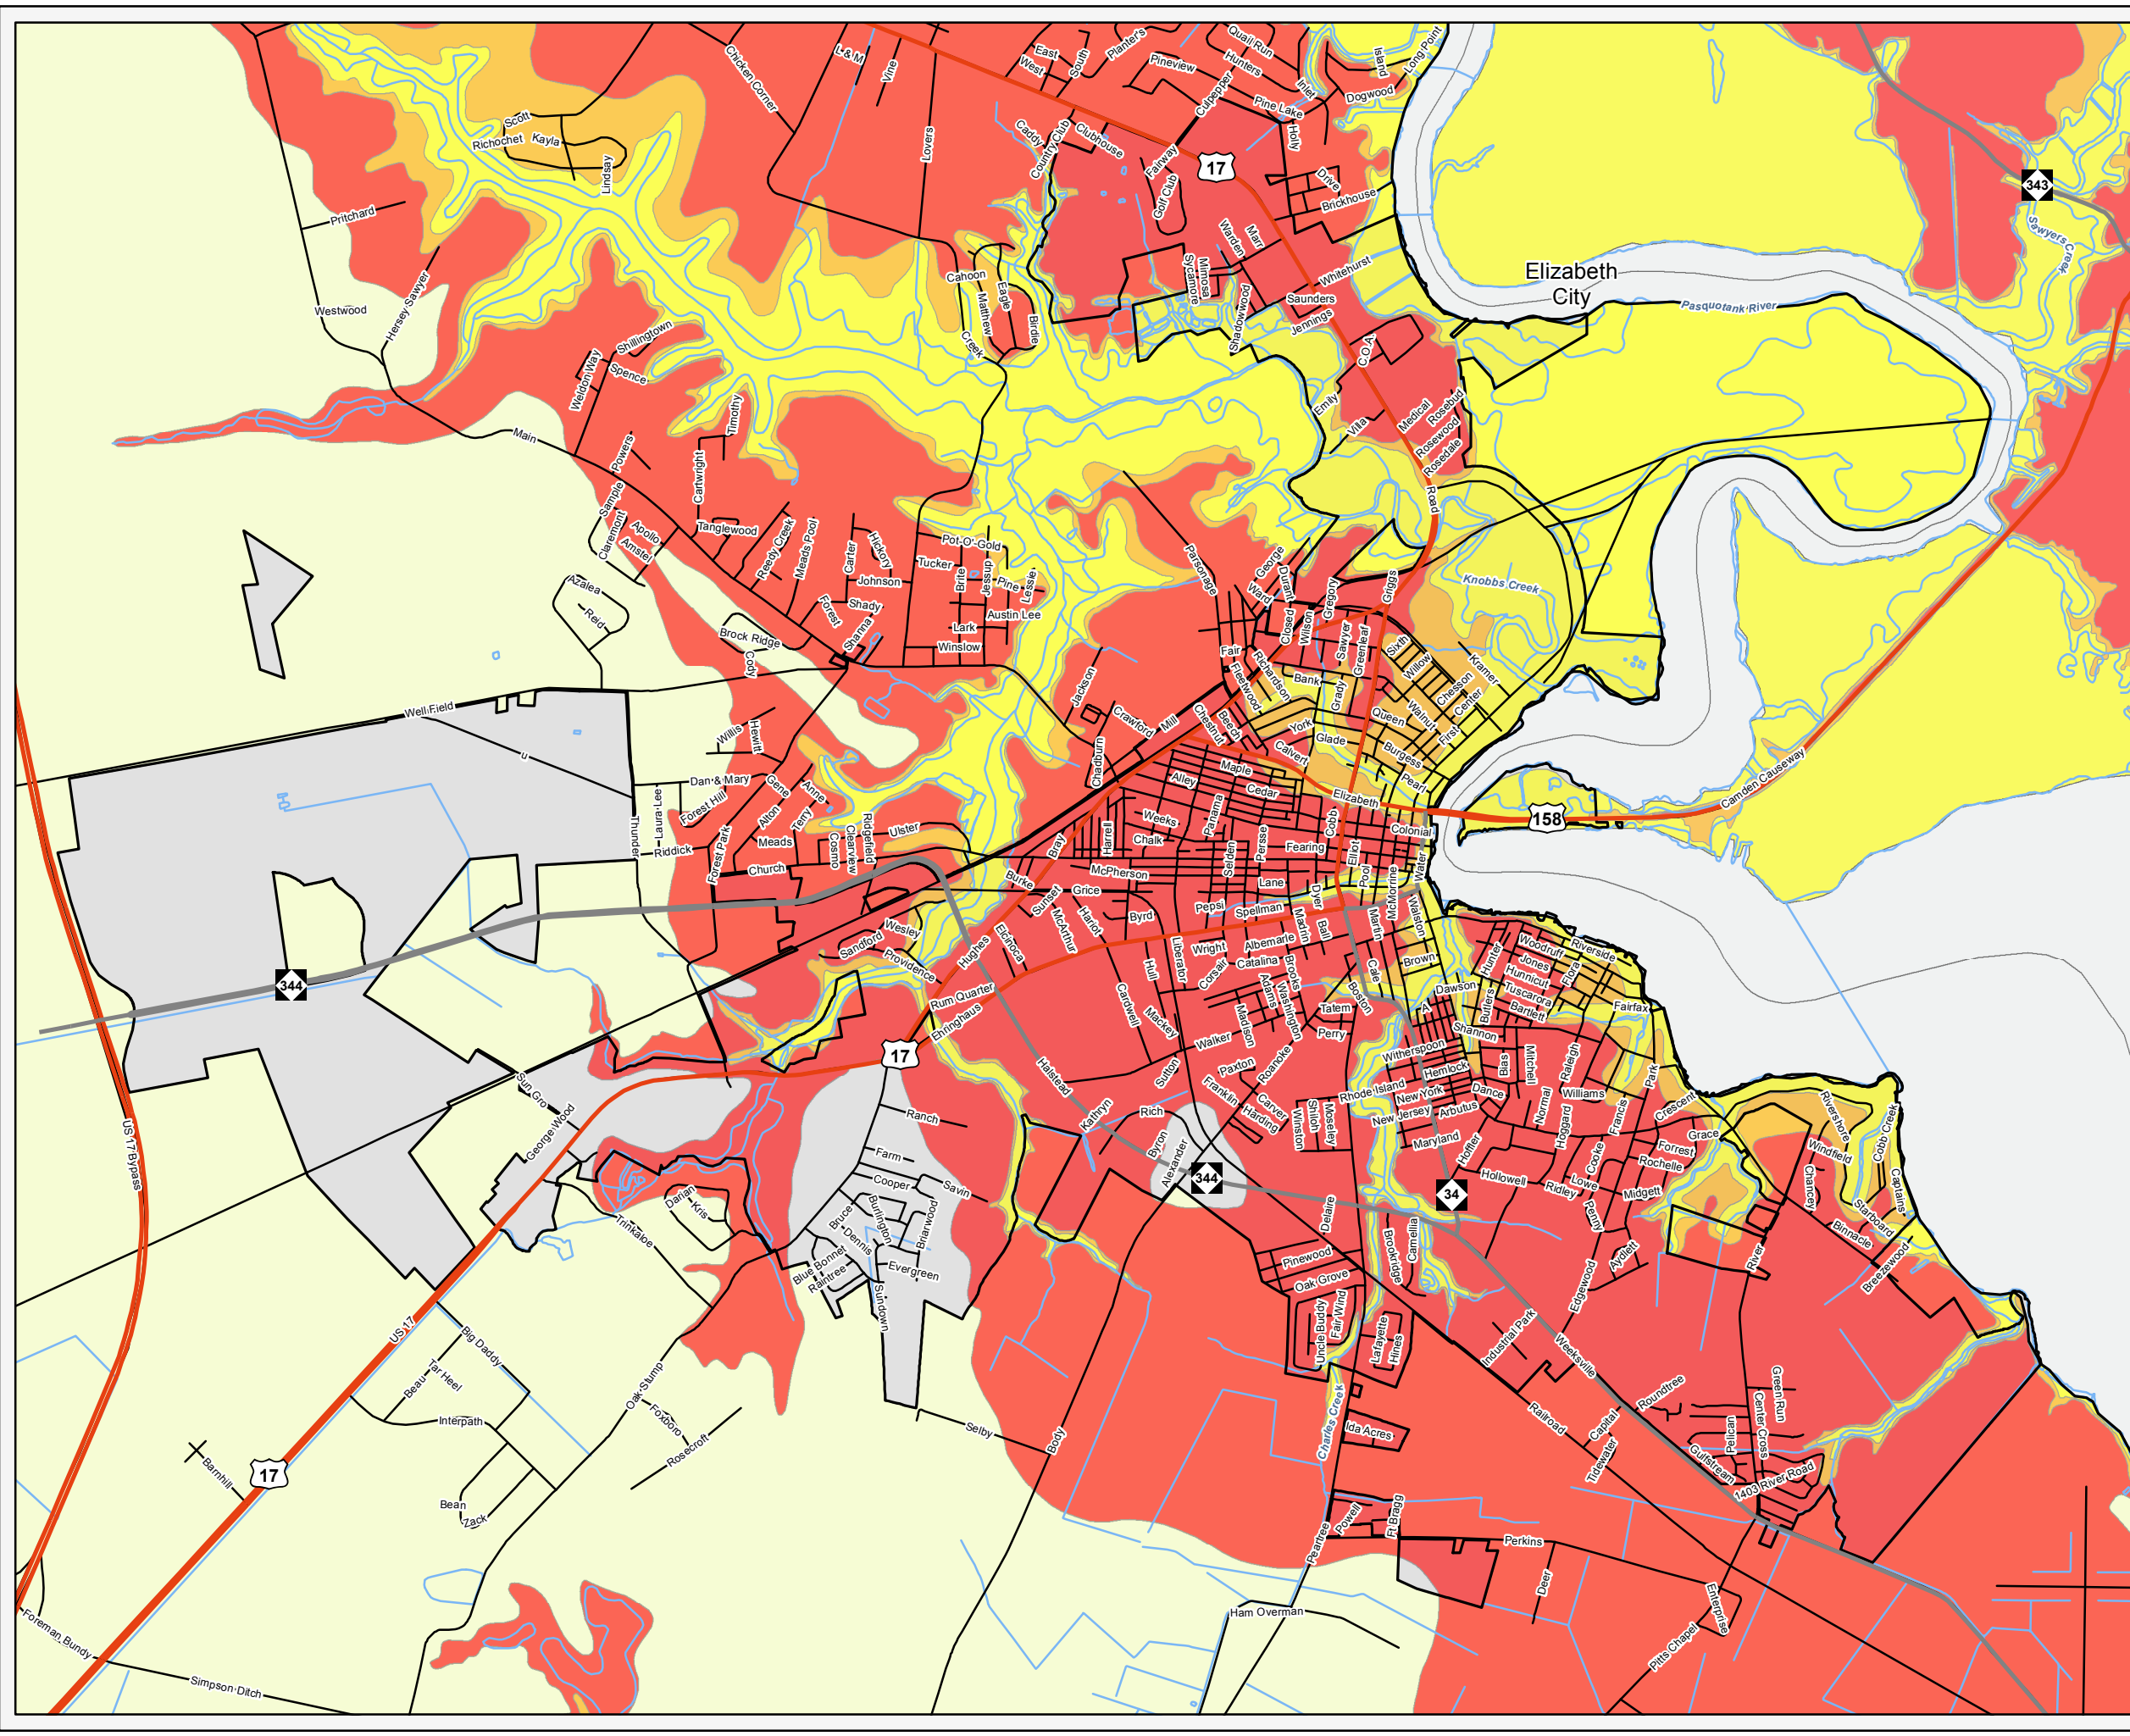 Chicken Corner
L & M
Vine
East
West
South
Planter's
Quail Run
Hunters
Pineview
Culpepper
Inlet
Island
Long Point
Dogwood
Pine Lake
Holly
Scott
Richochet
Kayla
Lindsay
Lovers
Caddy
Country Club
Clubhouse
Fairway
Golf Club
17
Drive
Brickhouse
343
Sawyers Creek
Pritchard
Westwood
Hersey Sawyer
Cahoon
Matthew
Eagle
Birdie
Creek
Warden
Marr
Sycamore
Mimosa
Shadowwood
Whitehurst
Saunders
Jennings
Elizabeth
City
Pasquotank River
C.O.A.
Shillingtown
Weldon Way
Spence
Timothy
Emily
Villa
Medical
Rosebud
Rosewood
Rosedale
Main
Powers
Cartwright
Sample
Road
Claremont
Apollo
Amstel
Tanglewood
Reedy Creek
Meads Pool
Carter
Hickory
Johnson
Pot-O'-Gold
Tucker
Brite
Jessup
Pine
Lessie
Parsonage
George
Durant
Ward
Closed
Wilson
Gregory
Griggs
Knobbs Creek
Azalea
Reid
Forest
Shady
Shanna
Austin Lee
Lark
Winslow
Brock Ridge
Cody
Fair
Richardson
Fleetwood
Sawyer
Greenleaf
Sixth
Willow
Kramer
Chesson
Center
Bank
Grady
Jackson
Well Field
u
Willis
Hewitt
Crawford
Mill
Chestnut
Beech
York
Queen
Walnut
First
Glade
Burgess
Calvert
Pearl
Chadburn
Camden Causeway
Dan & Mary
Gene
Anne
Forest Hill
Laura Lee
Alton
Terry
Thunder
Riddick
Forest Park
Meads
Church
Cosmo
Clearview
Ridgefield
Ulster
Alley
Maple
Cedar
Elizabeth
158
Panama
Weeks
Chalk
Harrell
Bray
Selden
Persse
Fearing
Cobb
Elliot
Colonial
Water
Pool
McMorrine
McPherson
Burke
Sunset
Grice
Lane
Dyer
Byrd
Pepsi
Spellman
Harriot
McArthur
Elcinoca
Hughes
Wesley
Sandford
Providence
Madrin
Ball
Martin
Walston
Liberator
Wright
Albemarle
Catalina
Corsair
Brooks
Adams
Washington
Hull
Cale
Brown
Hunter
Woodruff
Riverside
Jones
Hunnicut
Flora
Tuscarora
Bartlett
Fairfax
Butlers
Dawson
Boston
A
344
Rum Quarter
Ehringhaus
17
Cardwell
Mackey
Madison
Tatem
Perry
Walker
Shannon
Witherspoon
Hemlock
Bias
Mitchell
Raleigh
Park
Halstead
Sutton
Paxton
Roanoke
Franklin
Carver
Harding
Rhode Island
New York
New Jersey
Arbutus
Dance
Normal
Williams
Crescent
Hoggard
Francis
Maryland
Hoffler
Winston
Shiloh
Moseley
Rivershore
Windfield
Cobb Creek
Captains
Grace
Forrest
Rochelle
Cooke
Lowe
Ridley
Midgett
Hollowell
Penny
Chancey
Starboard
Binnacle
Breezewood
Sun Gro
George Wood
US 17 Bypass
Ranch
Kathryn
Rich
Byron
Alexander
344
34
Farm
Cooper
Savin
Darian
Kris
Trinkaloe
Bruce
Burlington
Dennis
Briarwood
Blue Bonnet
Raintree
Evergreen
Sundown
Delaire
Camellia
Brookridge
Pinewood
Oak Grove
Uncle Buddy
Fair Wind
Lafayette
Hines
Edgewood
Aydlett
River
Industrial Park
Weeksville
US 17
Big Daddy
Tar Heel
Beau
Interpath
Oak Stump
Foxboro
Rosecroft
Selby
Body
Charles Creek
Ida Acres
Railroad
Capital
Tidewater
Roundtree
Pelican
Center Cross
Green Run
Gulfstream
1403 River Road
Barnhill
17
Bean
Zack
Powell
Ft Bragg
Peartree
Perkins
Deer
Enterprise
Pitts Chapel
Ham Overman
Foreman Bundy
Simpson Ditch